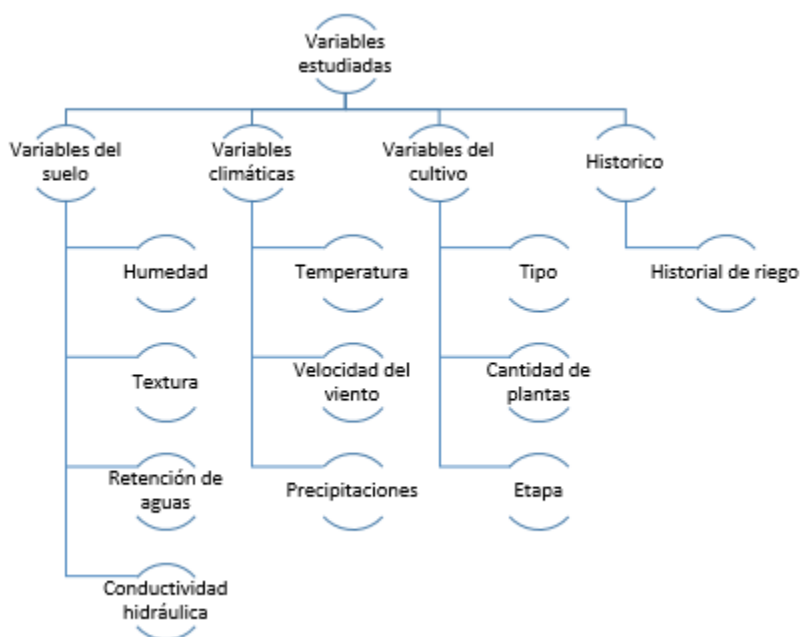 Variables
estudiadas
Variables del
suelo
Variables
climáticas
Variables del
cultivo
Historico
Humedad
Temperatura
Tipo
Historial de riego
Textura
Velocidad del
viento
Cantidad de
plantas
Retención de
aguas
Precipitaciones
Etapa
Conductividad
hidráulica